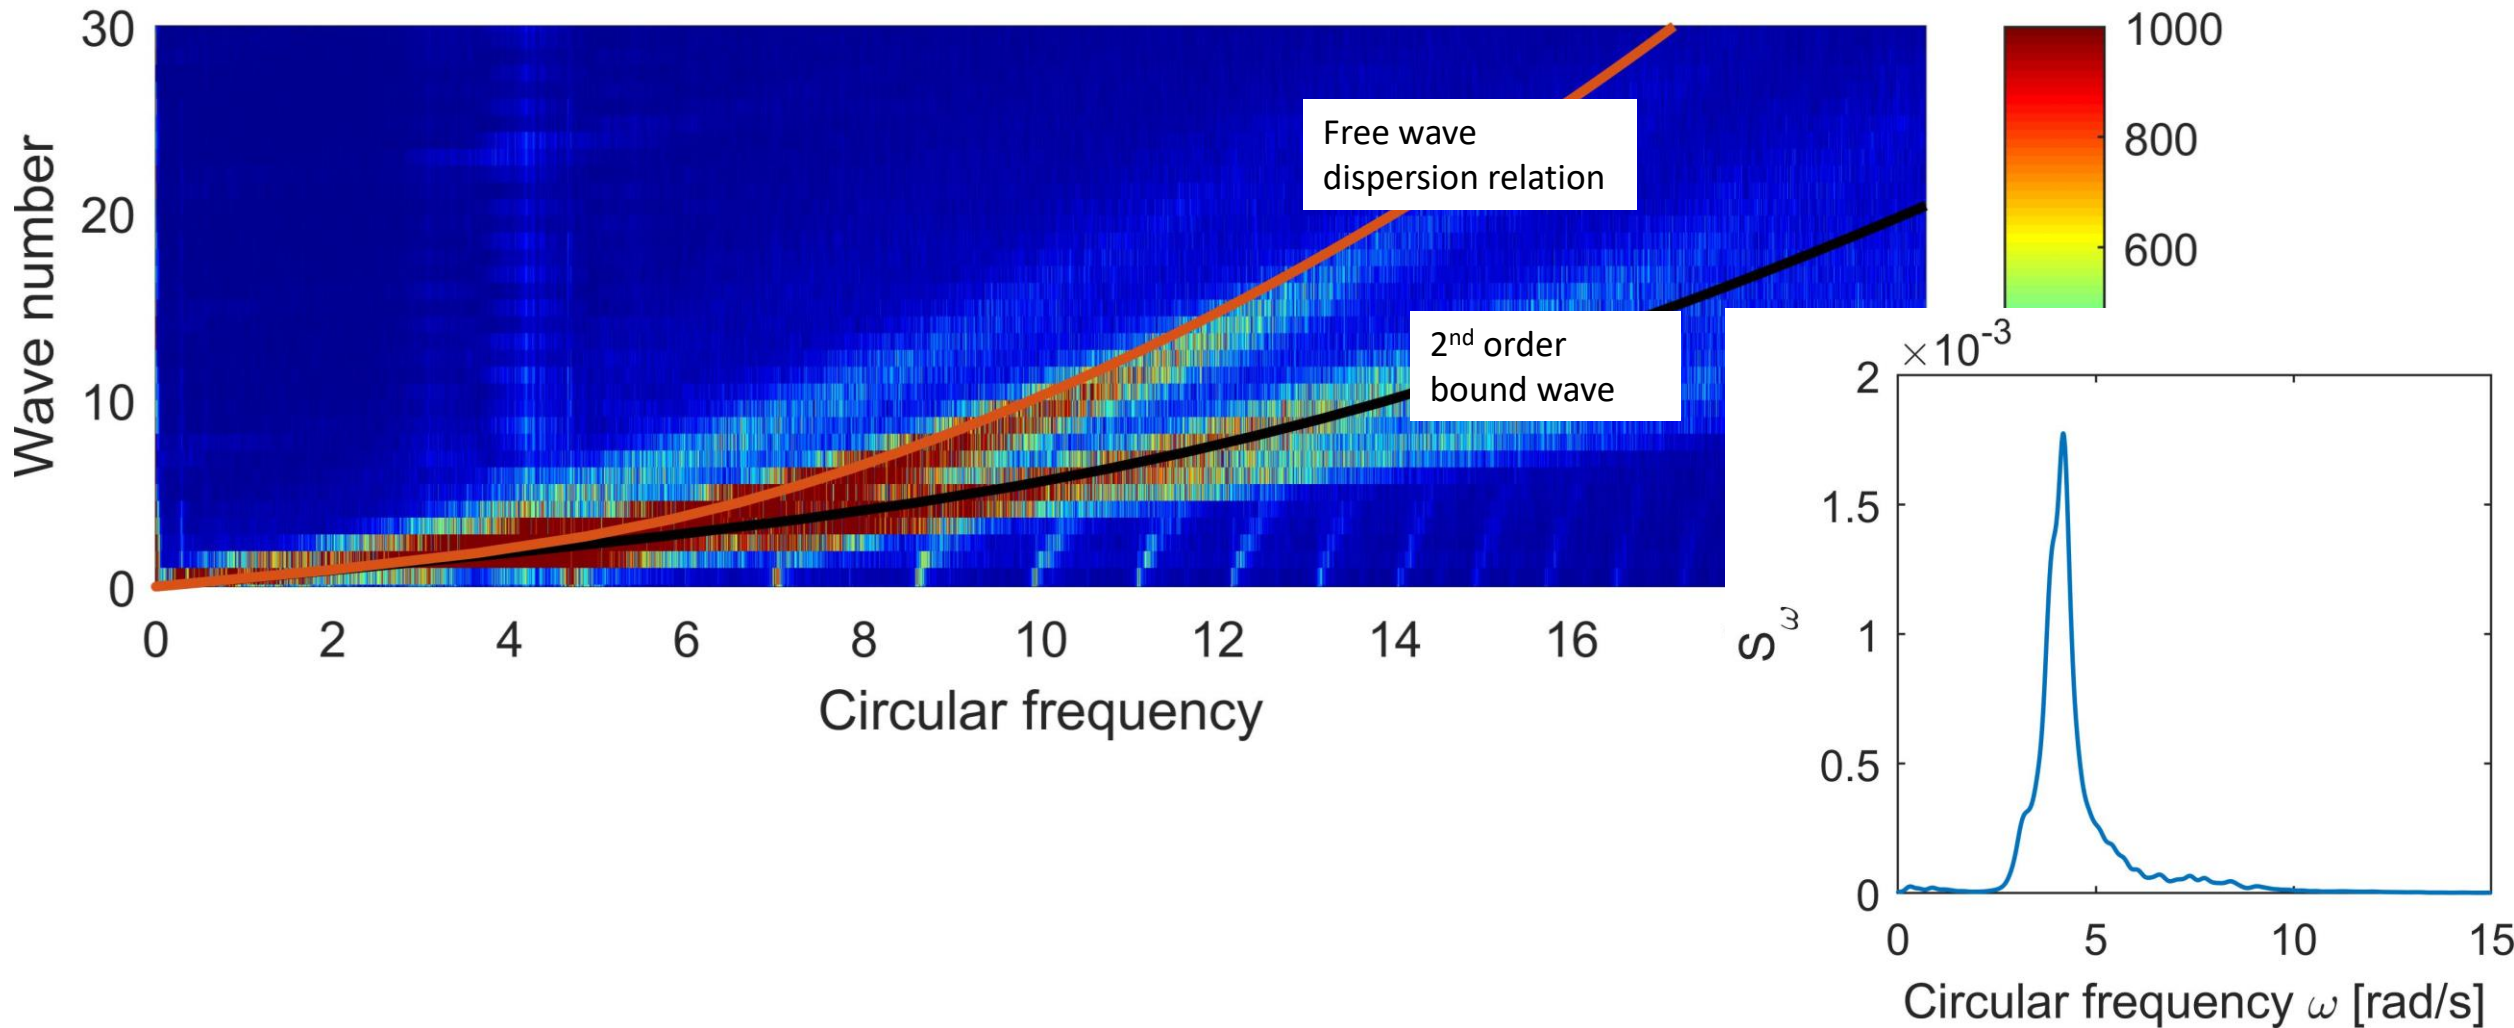 30
20
10
0
Wave number
0 2 4 6 8 10 12 14 16
Circular frequency
Free wave
dispersion relation
2nd order
bound wave
1000
800
600
×10-3
2
1.5
1
0.5
0
Sω
0 5 10 15
Circular frequency ω [rad/s]